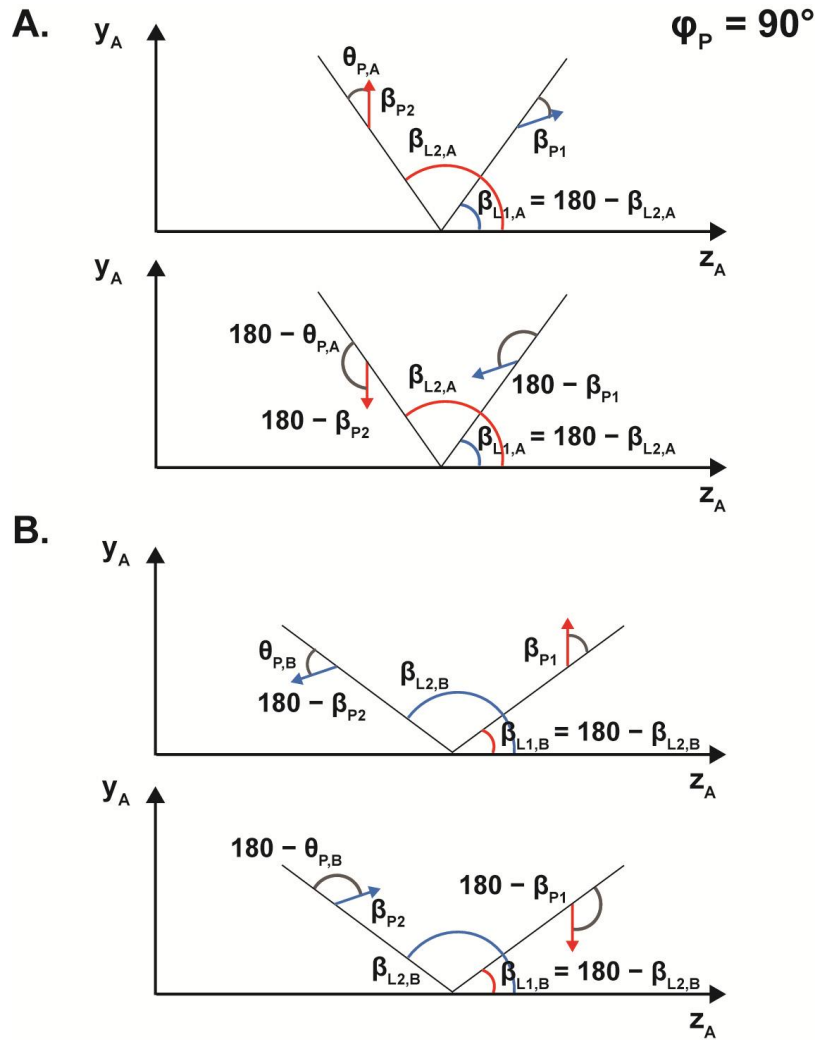 A.
φP = 90°
yA
θP,A
βP2
βL2,A
βP1
βL1,A = 180 − βL2,A
zA
yA
180 − θP,A
βL2,A
180 − βP1
180 − βP2
βL1,A = 180 − βL2,A
zA
B.
yA
θP,B
βP1
βL2,B
180 − βP2
βL1,B = 180 − βL2,B
zA
yA
180 − θP,B
180 − βP1
βP2
βL2,B
βL1,B = 180 − βL2,B
zA